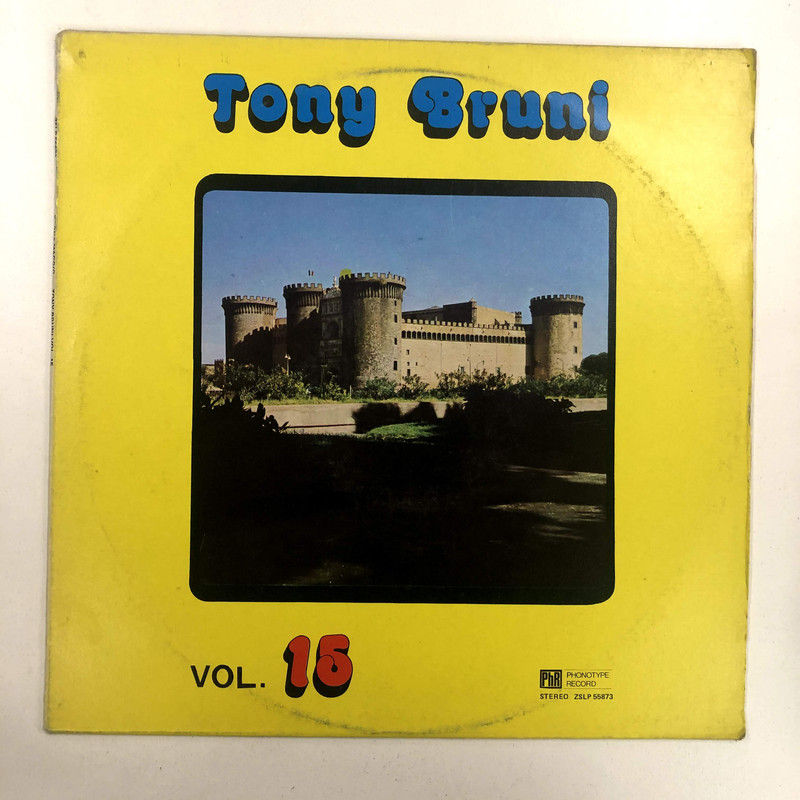 Tony Bruni
VOL. 15
PhR PHONOTYPE
RECORD
STEREO ZSLP 55873